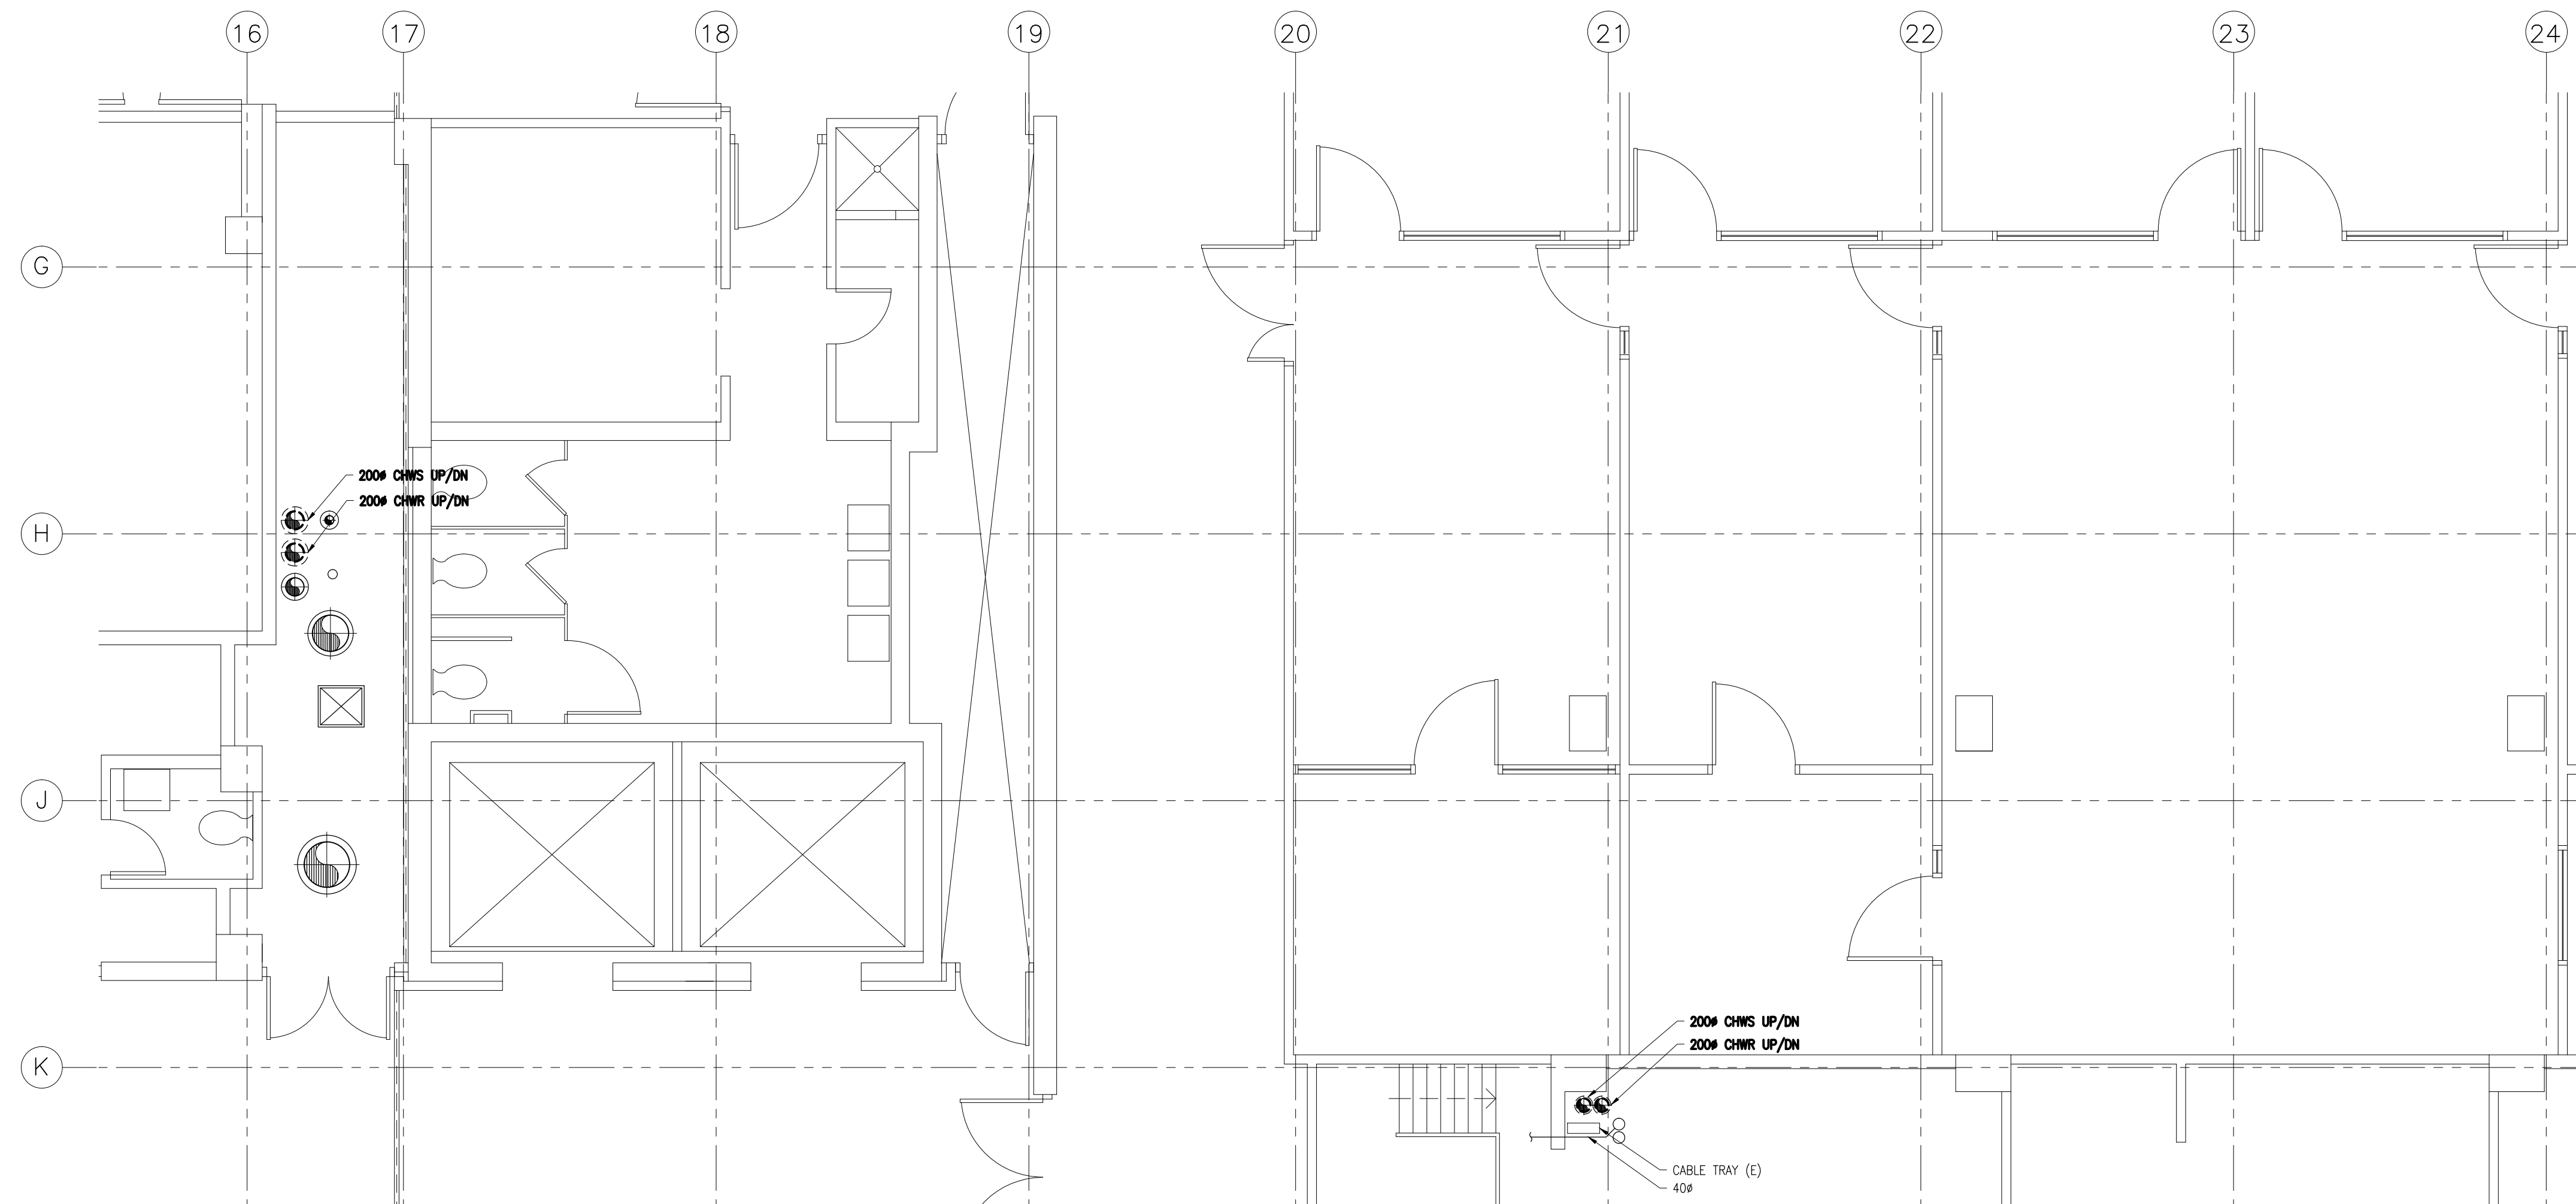 16 17 18 19 20 21 22 23 24
G
200ø CHWS UP/DN
200ø CHWR UP/DN
H
J
200ø CHWS UP/DN
200ø CHWR UP/DN
K
CABLE TRAY (E)
40ø